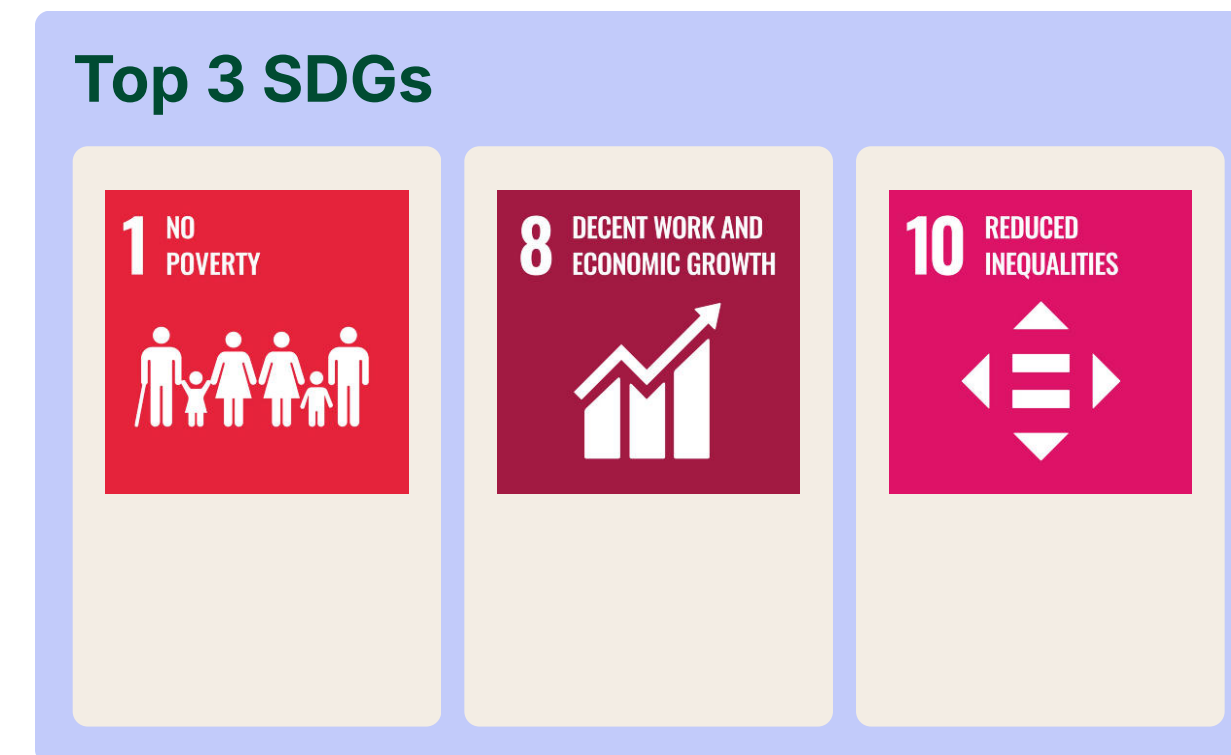 Top 3 SDGs
1 NO
POVERTY
8 DECENT WORK AND
ECONOMIC GROWTH
10 REDUCED
INEQUALITIES